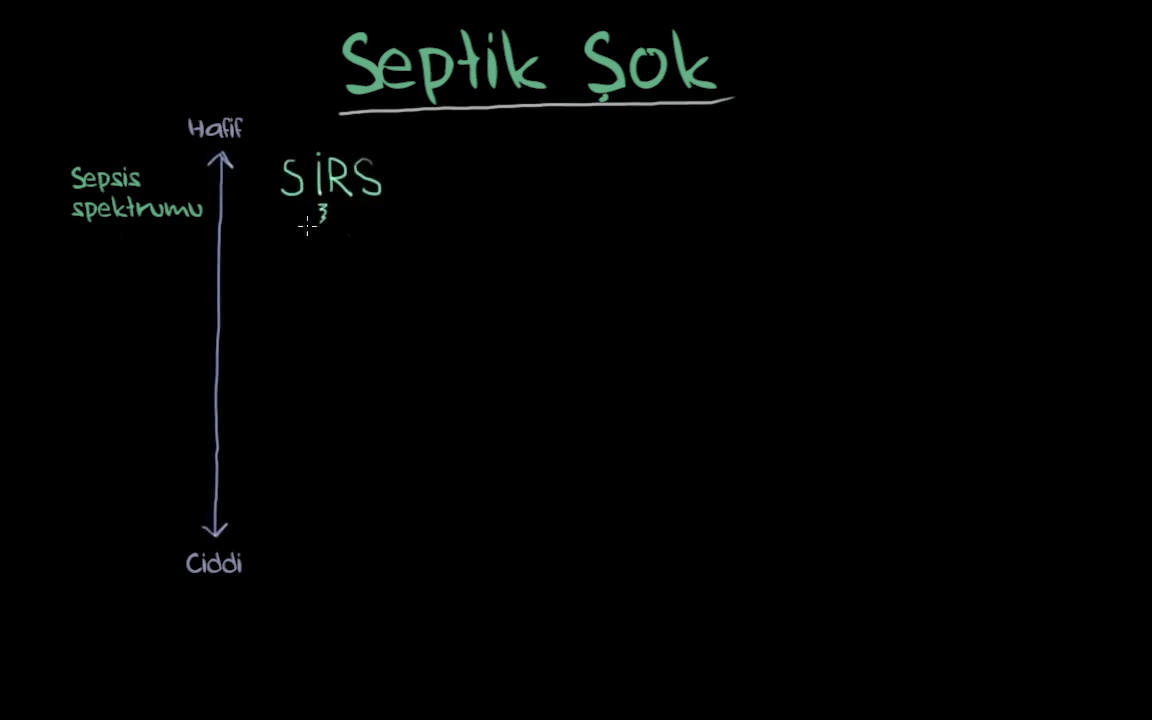 Septik Şok
Hafif
Sepsis
spektrumu
SİRS
Ciddi